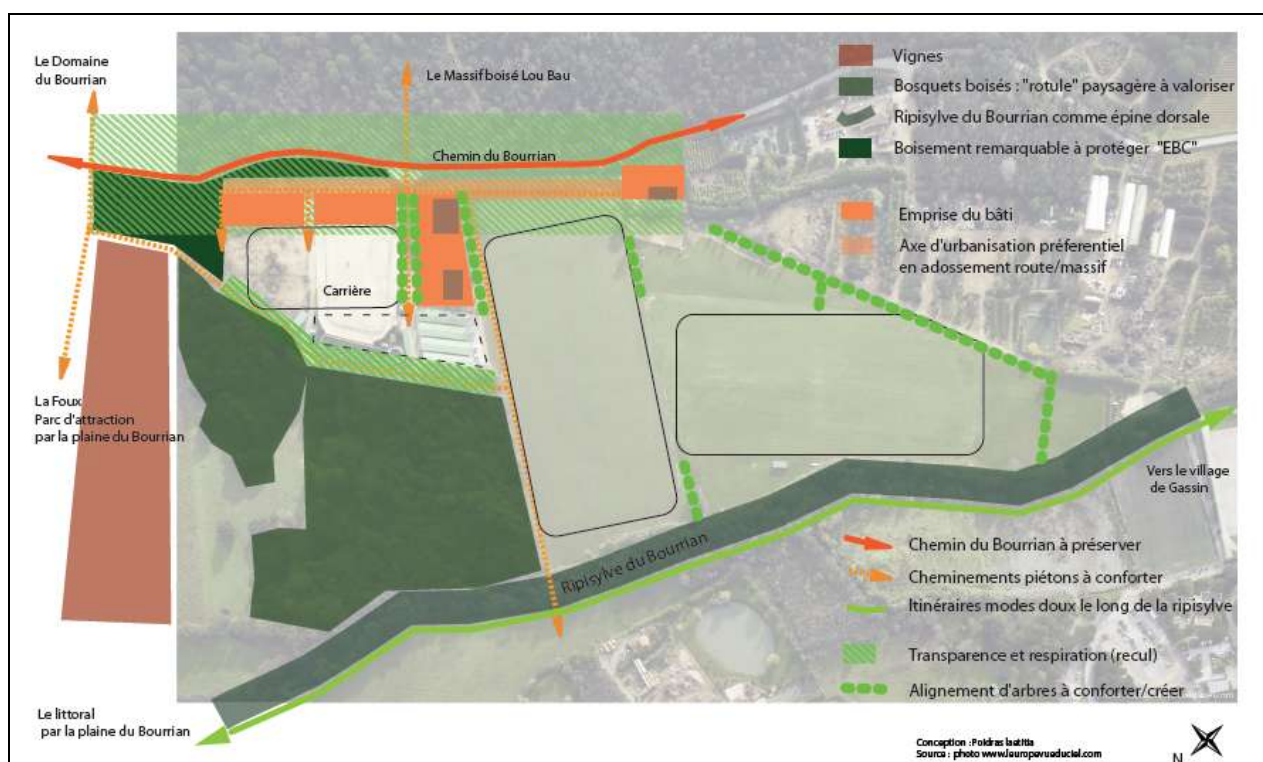 Le Domaine
du Bourrian
Le Massif boisé Lou Bau
Vignes
Bosquets boisés : "rotule" paysagère à valoriser
Ripisylve du Bourrian comme épine dorsale
Boisement remarquable à protéger "EBC"
Chemin du Bourrian
Emprise du bâti
Axe d'urbanisation préferentiel
en adossement route/massif
Carrière
La Foux
Parc d'attraction
par la plaine du Bourrian
Vers le village
de Gassin
Ripisylve du Bourrian
Chemin du Bourrian à préserver
Cheminements piétons à conforter
Itinéraires modes doux le long de la ripisylve
Transparence et respiration (recul)
Alignement d'arbres à conforter/créer
Le littoral
par la plaine du Bourrian
Conception : Poidras laetitia
Source : photo www.leuropevueduciel.com
N